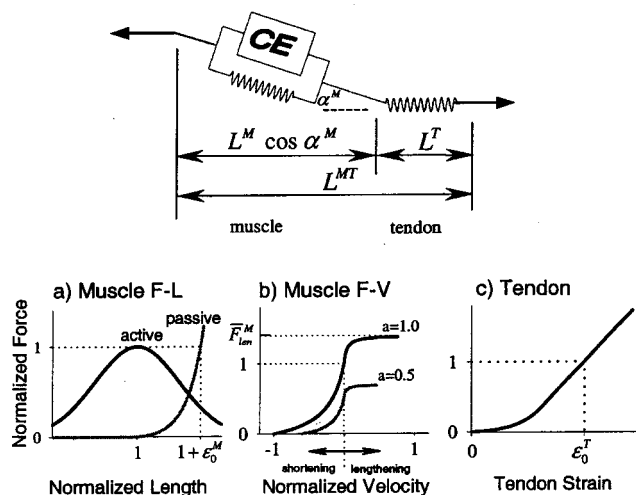 CE
α^M
L^M cos α^M
L^T
L^MT
muscle
tendon
a) Muscle F-L
b) Muscle F-V
c) Tendon
Normalized Force
passive
active
1
0
1
1 + ε_0^M
Normalized Length
F̅_len^M
a=1.0
a=0.5
1
0
-1
1
shortening
lengthening
Normalized Velocity
1
0
0
ε_0^T
Tendon Strain